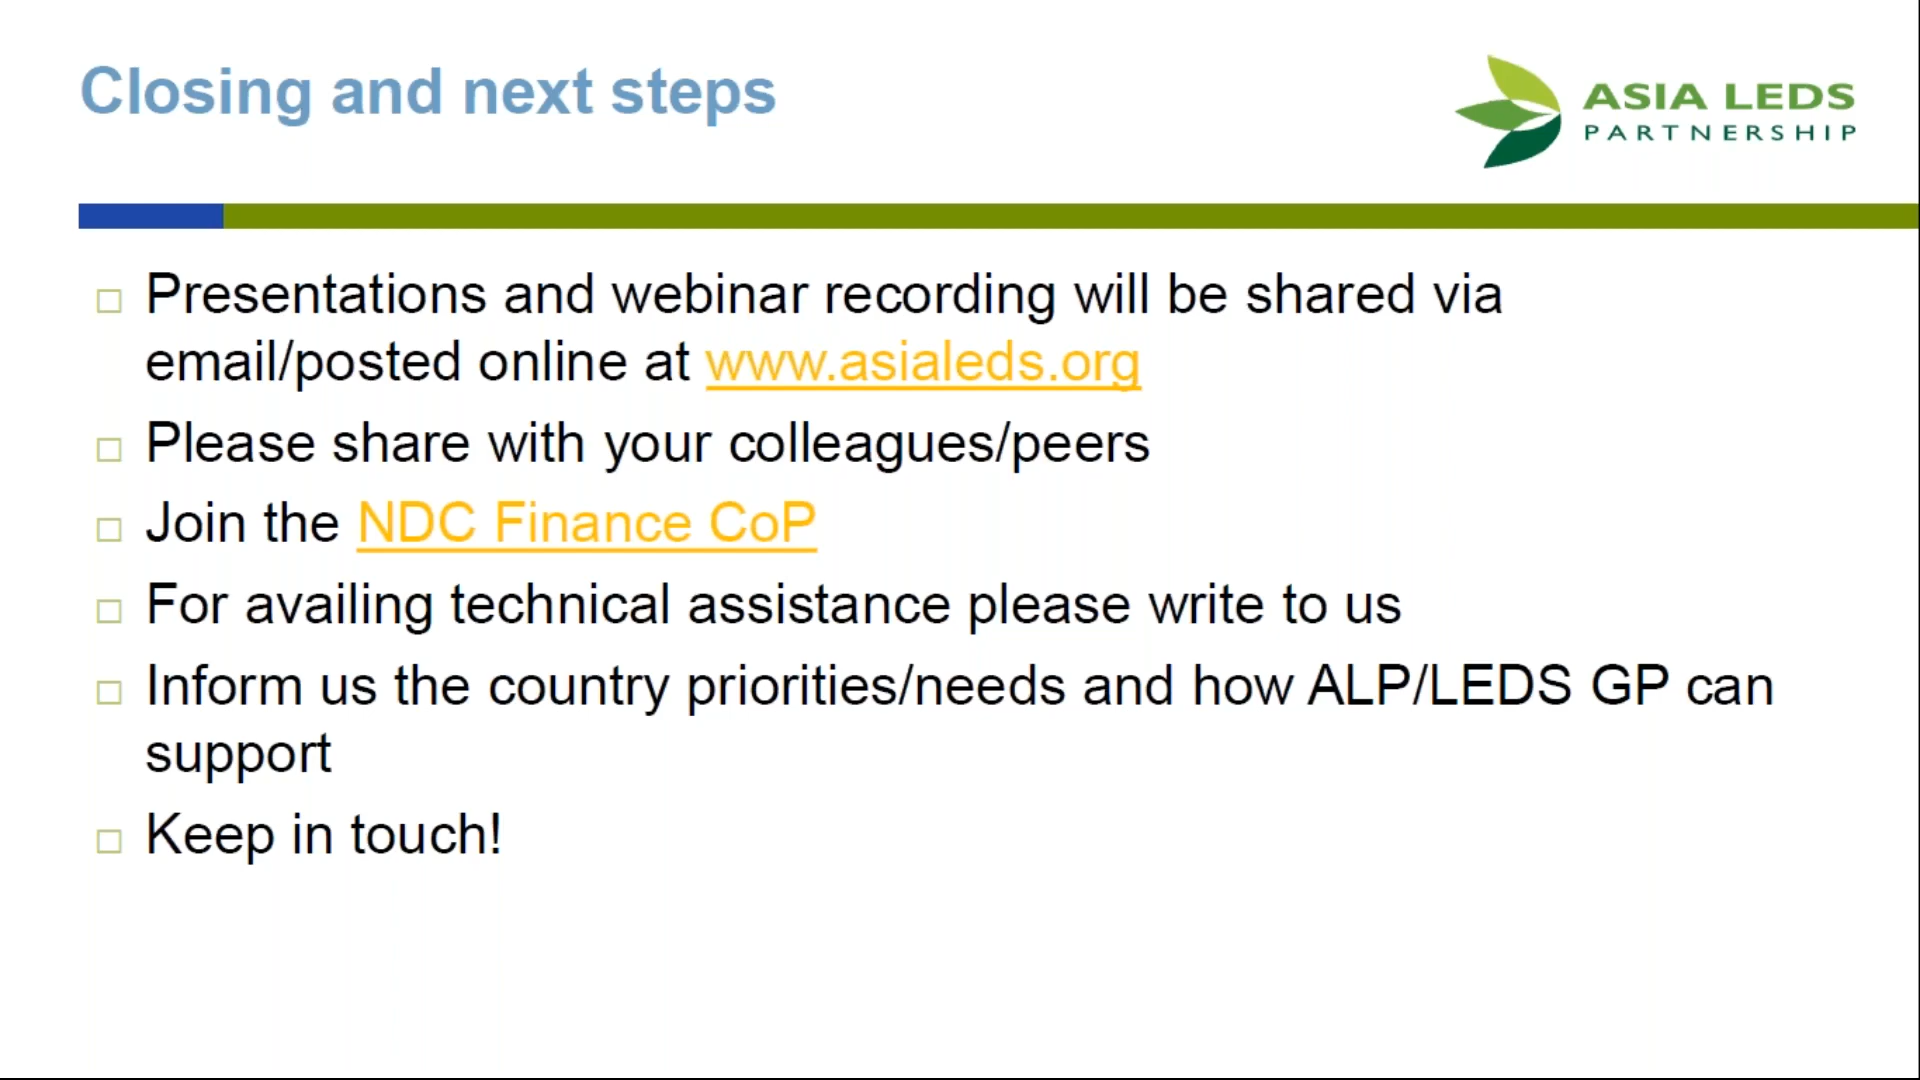 Closing and next steps
ASIA LEDS
PARTNERSHIP
Presentations and webinar recording will be shared via
email/posted online at www.asialeds.org
Please share with your colleagues/peers
Join the NDC Finance CoP
For availing technical assistance please write to us
Inform us the country priorities/needs and how ALP/LEDS GP can
support
Keep in touch!